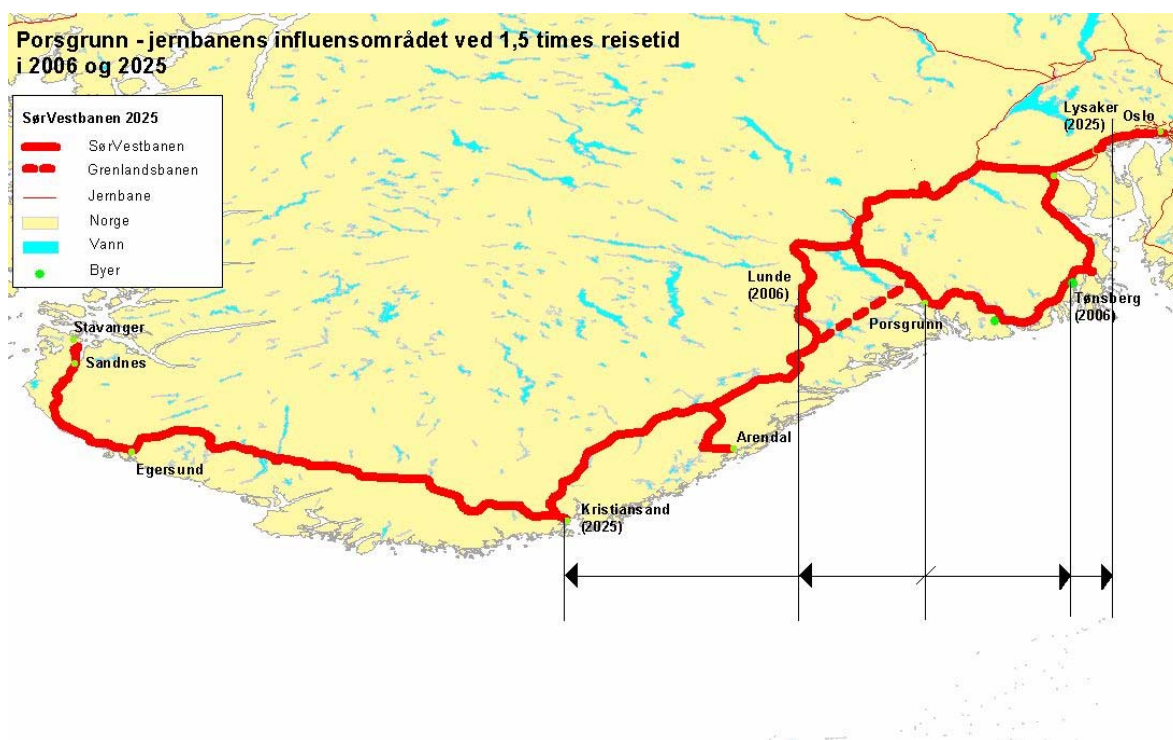 Porsgrunn - jernbanens influensområdet ved 1,5 times reisetid
i 2006 og 2025
SørVestbanen 2025
SørVestbanen
Grenlandsbanen
Jernbane
Norge
Vann
Byer
Lysaker
(2025)
Oslo
Lunde
(2006)
Tønsberg
(2006)
Porsgrunn
Stavanger
Sandnes
Arendal
Egersund
Kristiansand
(2025)